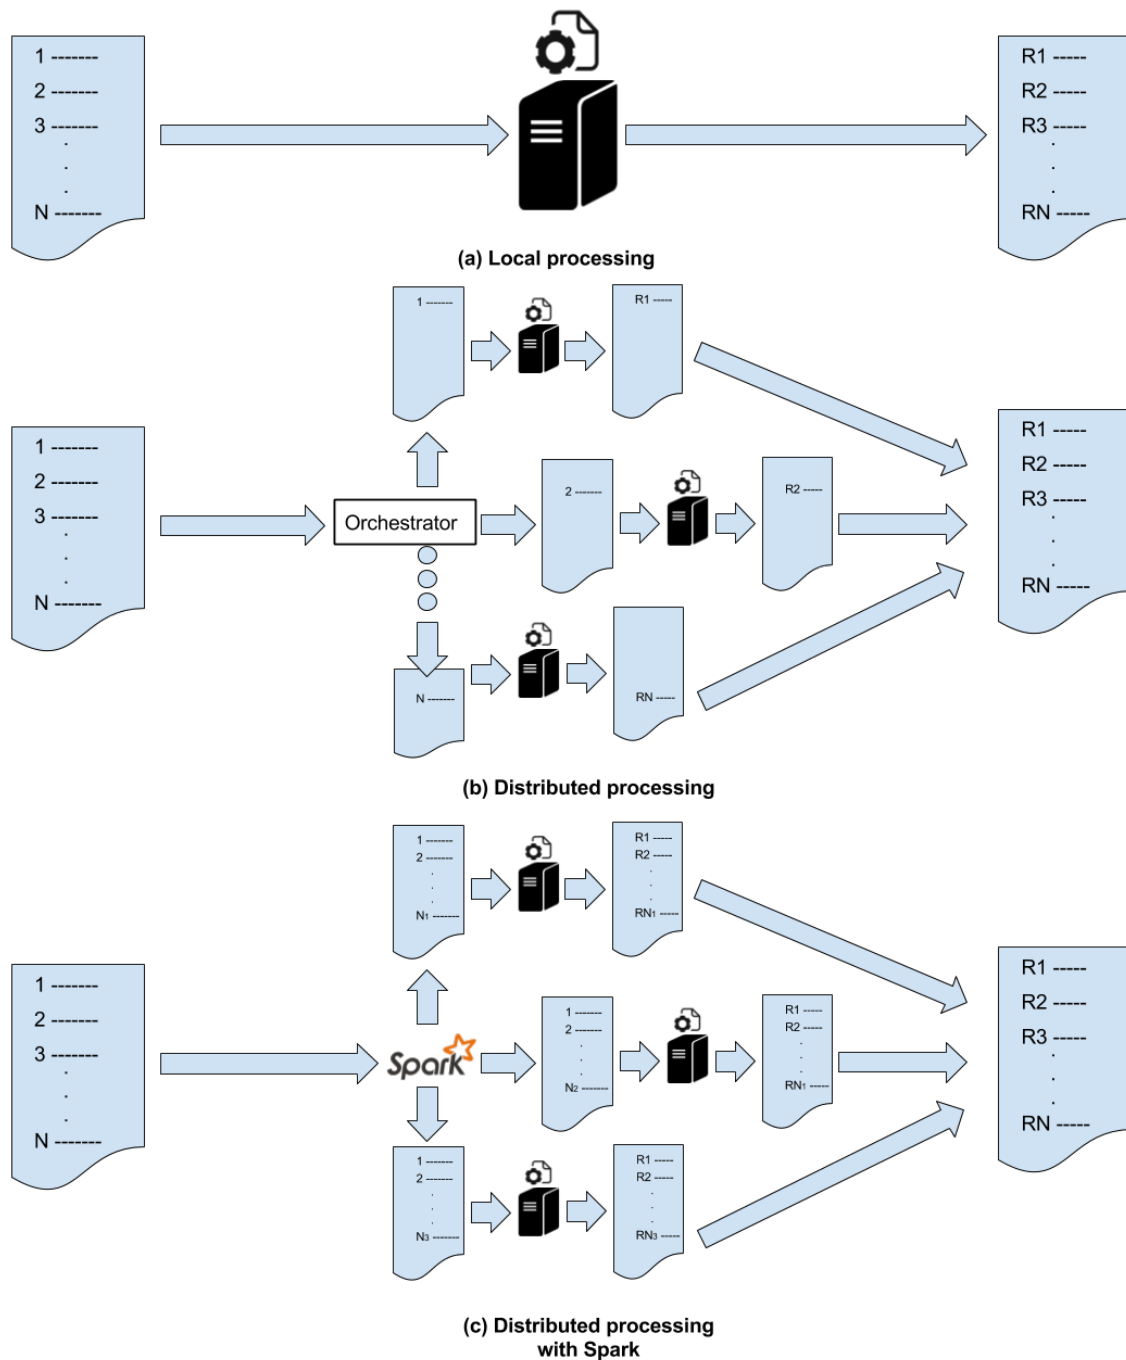 1 -------
2 -------
3 -------
.
.
.
N -------
R1 -----
R2 -----
R3 -----
.
.
.
RN -----
(a) Local processing
1 -------
2 -------
3 -------
.
.
.
N -------
Orchestrator
1 -------
R1 -----
2 -------
R2 -----
N -------
RN -----
R1 -----
R2 -----
R3 -----
.
.
.
RN -----
(b) Distributed processing
1 -------
2 -------
3 -------
.
.
.
N -------
Spark
1 -------
2 -------
.
.
.
N1 -------
R1 -----
R2 -----
.
.
.
RN1 -----
1 -------
2 -------
.
.
.
N2 -------
R1 -----
R2 -----
.
.
.
RN1 -----
1 -------
2 -------
.
.
.
N3 -------
R1 -----
R2 -----
.
.
.
RN3 -----
R1 -----
R2 -----
R3 -----
.
.
.
RN -----
(c) Distributed processing
with Spark